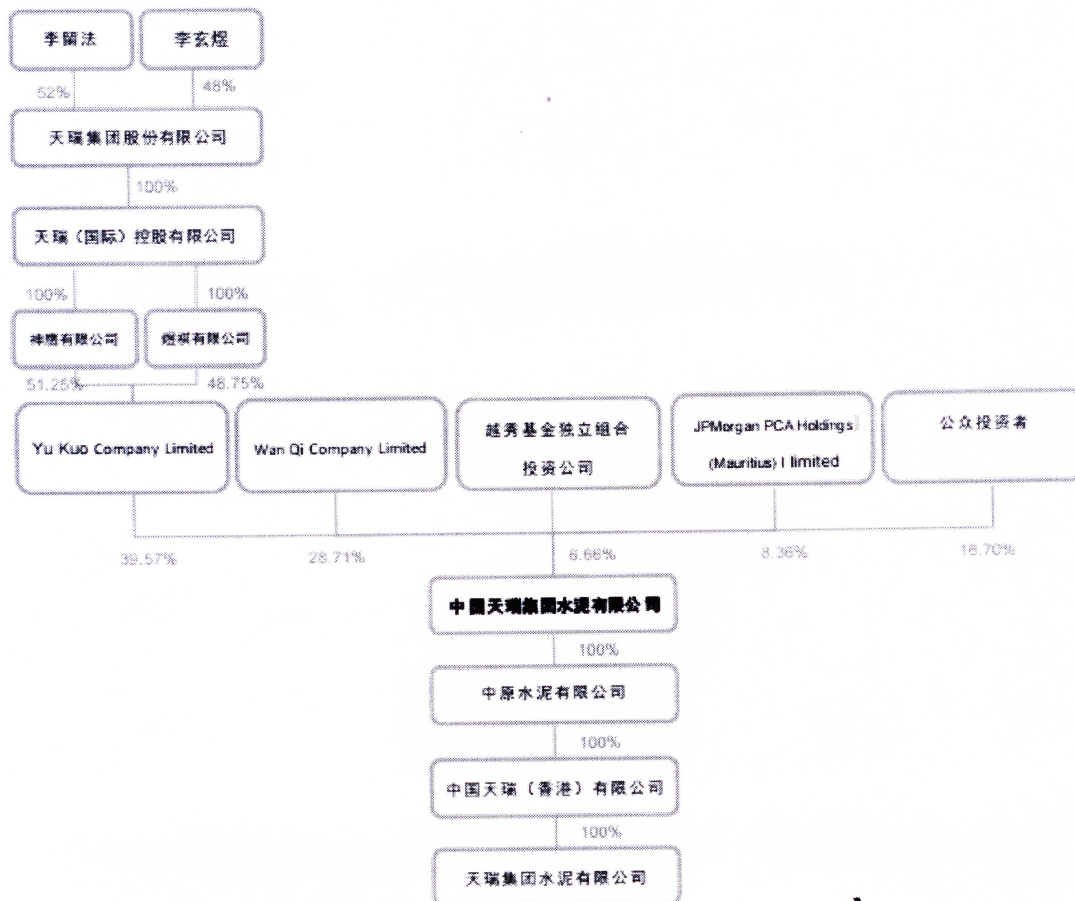 李留法 李玄煜
52% 48%
天瑞集团股份有限公司
100%
天瑞（国际）控股有限公司
100% 100%
神鹰有限公司 煜祺有限公司
51.25% 48.75%
Yu Kuo Company Limited
Wan Qi Company Limited
越秀基金独立组合
投资公司
JPMorgan PCA Holdings
(Mauritius) I limited
公众投资者
39.57% 28.71% 6.66% 8.36% 16.70%
中国天瑞集团水泥有限公司
100%
中原水泥有限公司
100%
中国天瑞（香港）有限公司
100%
天瑞集团水泥有限公司